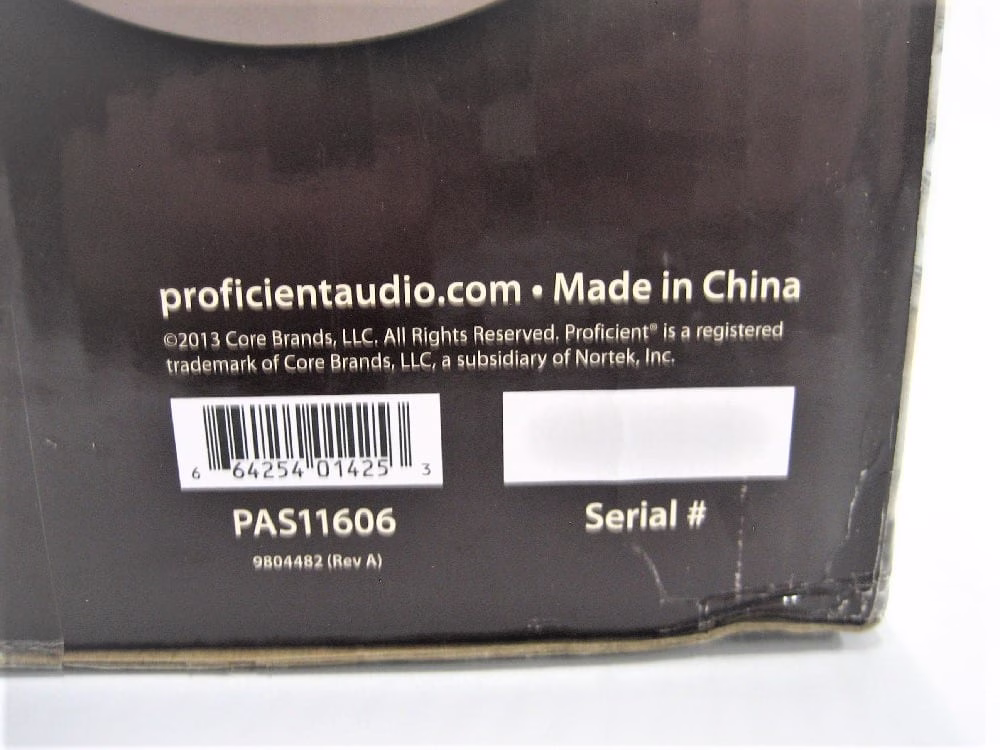 proficientaudio.com • Made in China
©2013 Core Brands, LLC. All Rights Reserved. Proficient® is a registered
trademark of Core Brands, LLC, a subsidiary of Nortek, Inc.
6 64254 01425 3
PAS11606
Serial #
9804482 (Rev A)